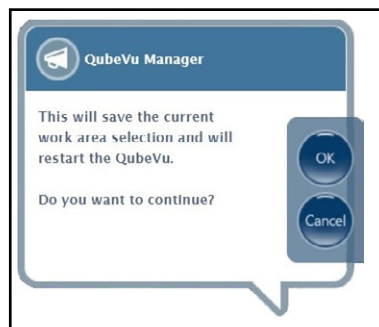 QubeVu Manager
This will save the current
work area selection and will
restart the QubeVu.
Do you want to continue?
OK
Cancel